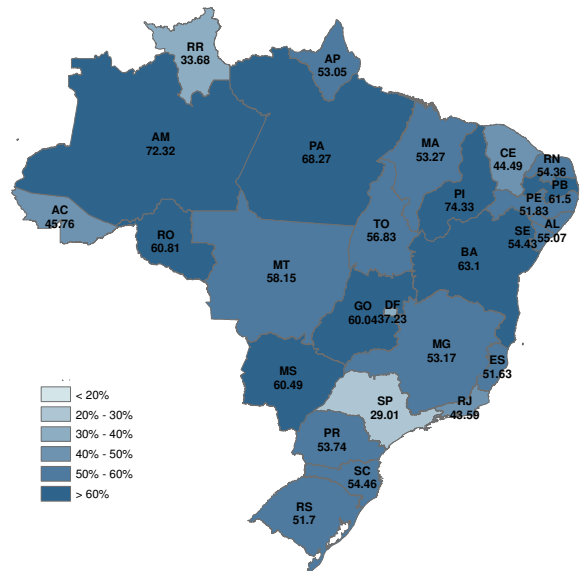 RR
33.68
AP
53.05
AM
72.32
PA
68.27
MA
53.27
CE
44.49
RN
54.36
PB
61.5
PI
74.33
PE
51.83
AL
55.07
SE
54.43
AC
45.76
RO
60.81
TO
56.83
BA
63.1
MT
58.15
GO
60.04
DF
37.23
MG
53.17
ES
51.63
MS
60.49
SP
29.01
RJ
43.59
PR
53.74
SC
54.46
RS
51.7
< 20%
20% - 30%
30% - 40%
40% - 50%
50% - 60%
> 60%